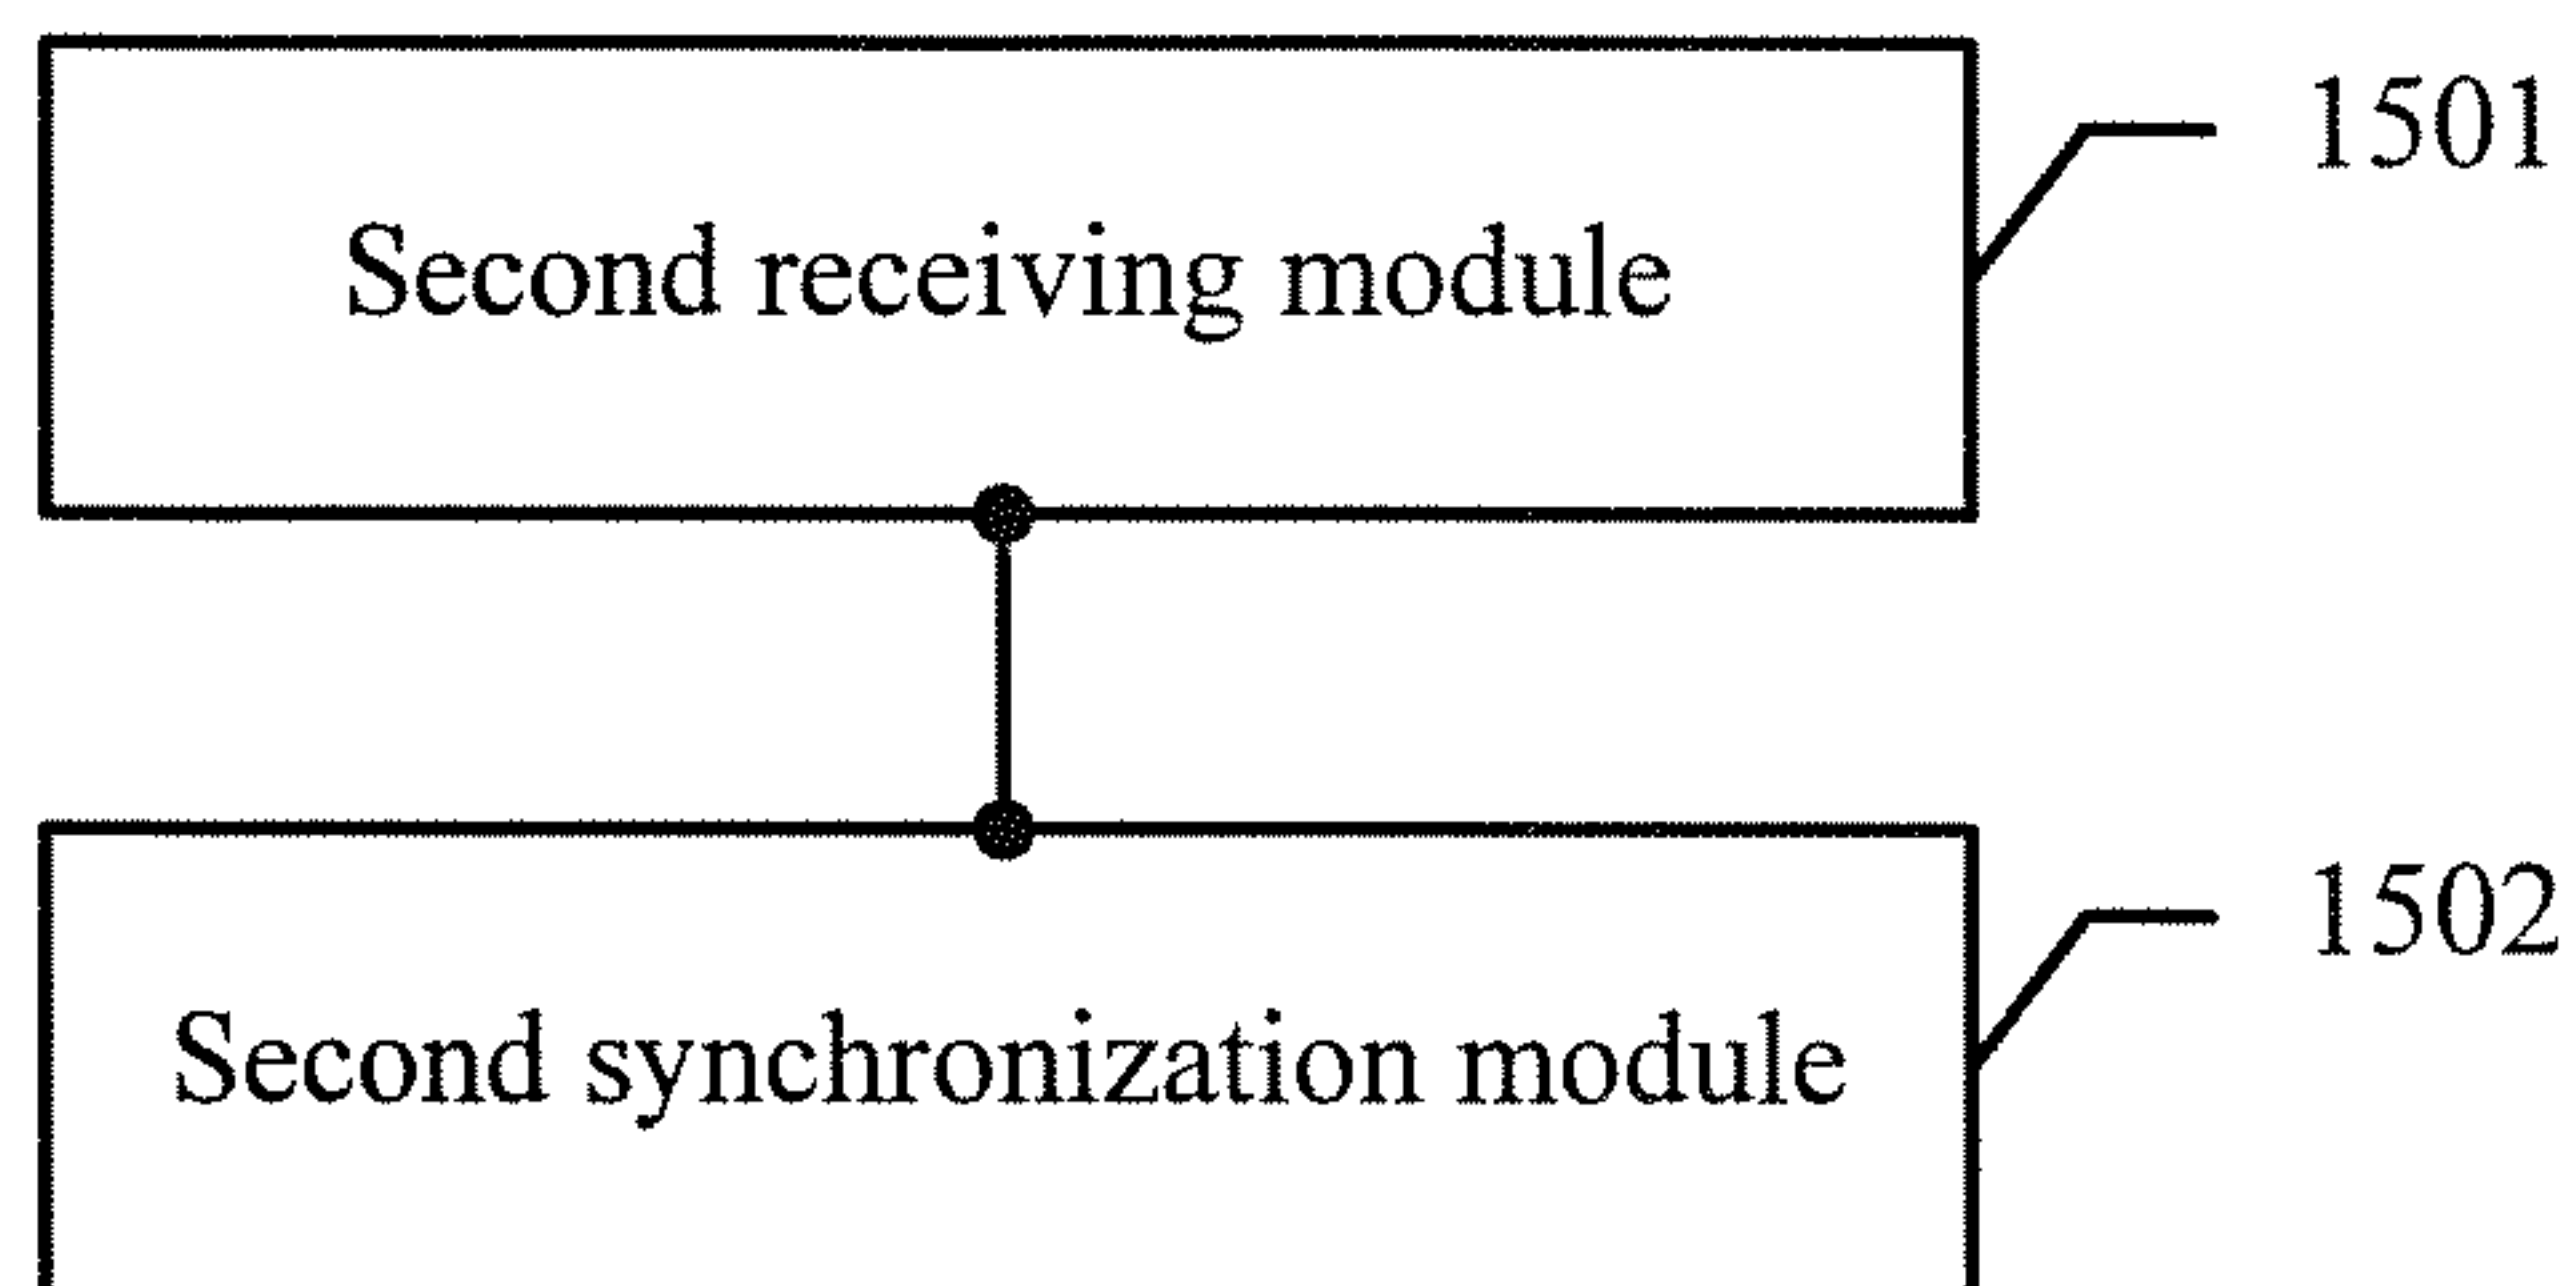 1501
Second receiving module
1502
Second synchronization module